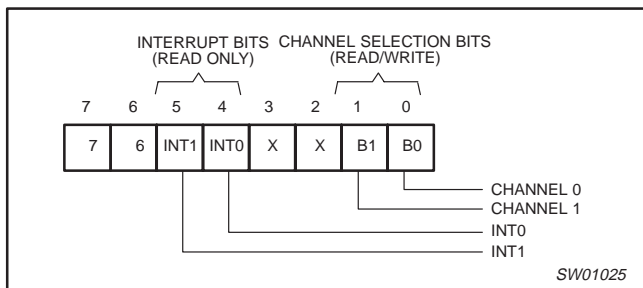 INTERRUPT BITS CHANNEL SELECTION BITS
(READ ONLY) (READ/WRITE)
7 6 5 4 3 2 1 0
7 6 INT1 INT0 X X B1 B0
CHANNEL 0
CHANNEL 1
INT0
INT1
SW01025